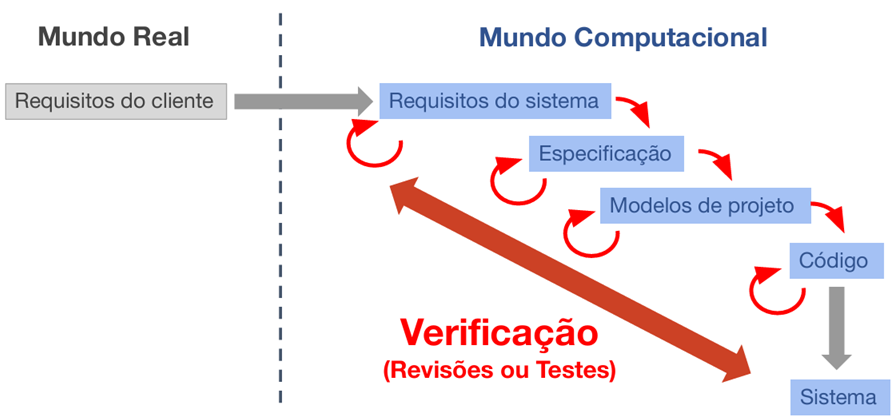 Mundo Real
Mundo Computacional
Requisitos do cliente
Requisitos do sistema
Especificação
Modelos de projeto
Código
Verificação
(Revisões ou Testes)
Sistema